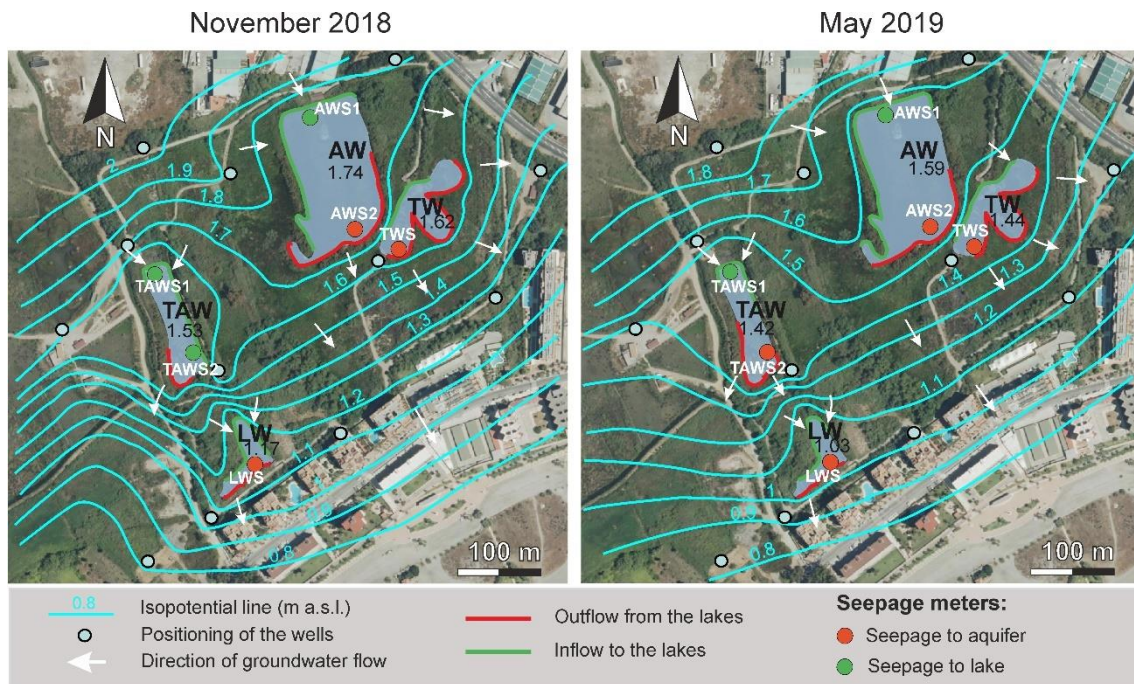 November 2018
May 2019
N
AWS1
AW
1.74
AWS2
TW
1.62
TWS
TAWS1
TAW
1.53
TAWS2
LW
1.17
LWS
2
1.9
1.8
1.7
1.6
1.5
1.4
1.3
1.2
1.1
1
0.9
0.8
100 m
N
AWS1
AW
1.59
AWS2
TW
1.44
TWS
TAWS1
TAW
1.42
TAWS2
LW
1.03
LWS
1.8
1.7
1.6
1.5
1.4
1.3
1.2
1.1
1
0.9
0.8
100 m
0.8
Isopotential line (m a.s.l.)
Positioning of the wells
Direction of groundwater flow
Outflow from the lakes
Inflow to the lakes
Seepage meters:
Seepage to aquifer
Seepage to lake